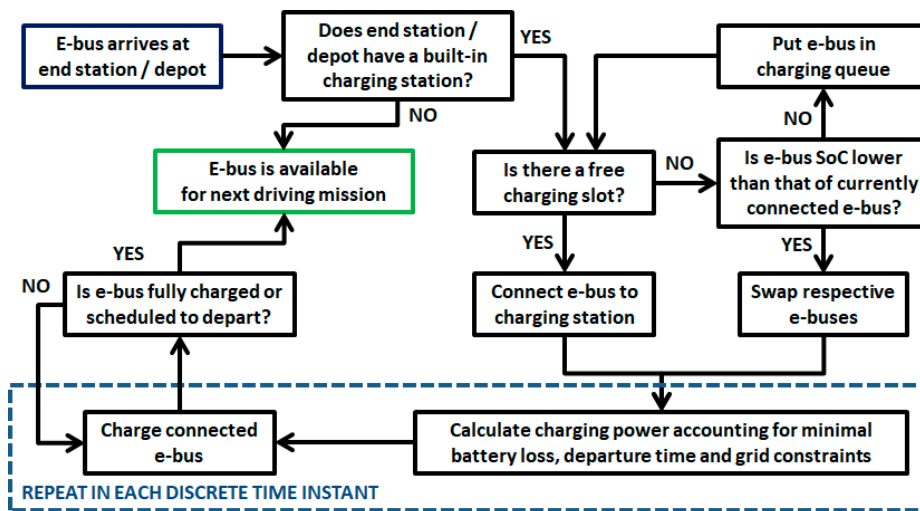 E-bus arrives at
end station / depot
Does end station /
depot have a built-in
charging station?
YES
NO
Put e-bus in
charging queue
NO
E-bus is available
for next driving mission
Is there a free
charging slot?
NO
Is e-bus SoC lower
than that of currently
connected e-bus?
YES
YES
YES
NO
Is e-bus fully charged or
scheduled to depart?
Connect e-bus to
charging station
Swap respective
e-buses
Charge connected
e-bus
Calculate charging power accounting for minimal
battery loss, departure time and grid constraints
REPEAT IN EACH DISCRETE TIME INSTANT